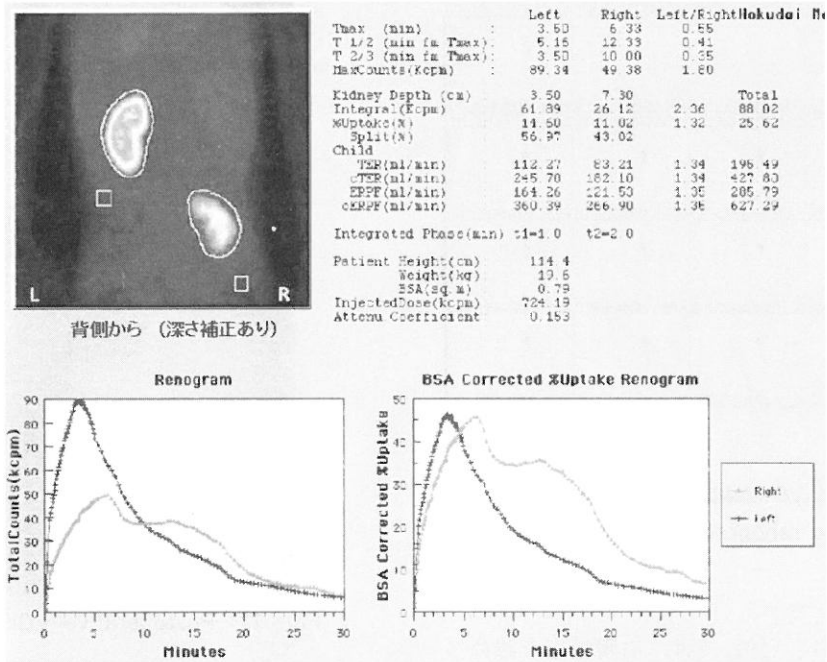 Left Right Left/Right Hokudai Me
Tmax (min) : 3.50 6.33 0.55
T 1/2 (min fm Tmax): 5.16 12.33 0.41
T 2/3 (min fm Tmax): 3.50 10.00 0.35
MaxCounts(Kcpm) : 89.34 49.38 1.80
Kidney Depth (cm) : 3.50 7.30 Total
Integral(Kcpm) 61.89 26.12 2.36 88.02
%Uptake(%) 14.60 11.02 1.32 25.62
Split(%) 56.97 43.02
Child
TER(ml/min) 112.27 83.21 1.34
cTER(ml/min) 245.70 182.10 1.34 427.80
ERPF(ml/min) 164.26 121.53 1.35 285.79
cERPF(ml/min) 360.39 266.90 627.29
Integrated Phase(min) t1=1.0 t2=2.0
Patient Height(cm) 114.4
Weight(kg) : 19.6
BSA(sq.m) 0.79
InjectedDose(kcpm) 724.19
Attenu Coefficient 0.153
L R
背側から (深さ補正あり)
Renogram
TotalCounts(kcpm)
90
80
70
60
50
40
30
20
10
0
0 5 10 15 20 25 30
Minutes
BSA Corrected %Uptake Renogram
BSA Corrected %Uptake
50
40
30
20
10
0
0 5 10 15 20 25 30
Minutes
Right
Left